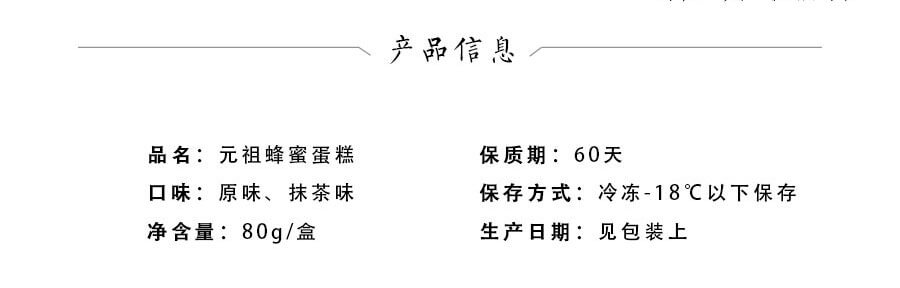 产品信息
品名：元祖蜂蜜蛋糕
保质期：60天
口味：原味、抹茶味
保存方式：冷冻-18℃以下保存
净含量：80g/盒
生产日期：见包装上